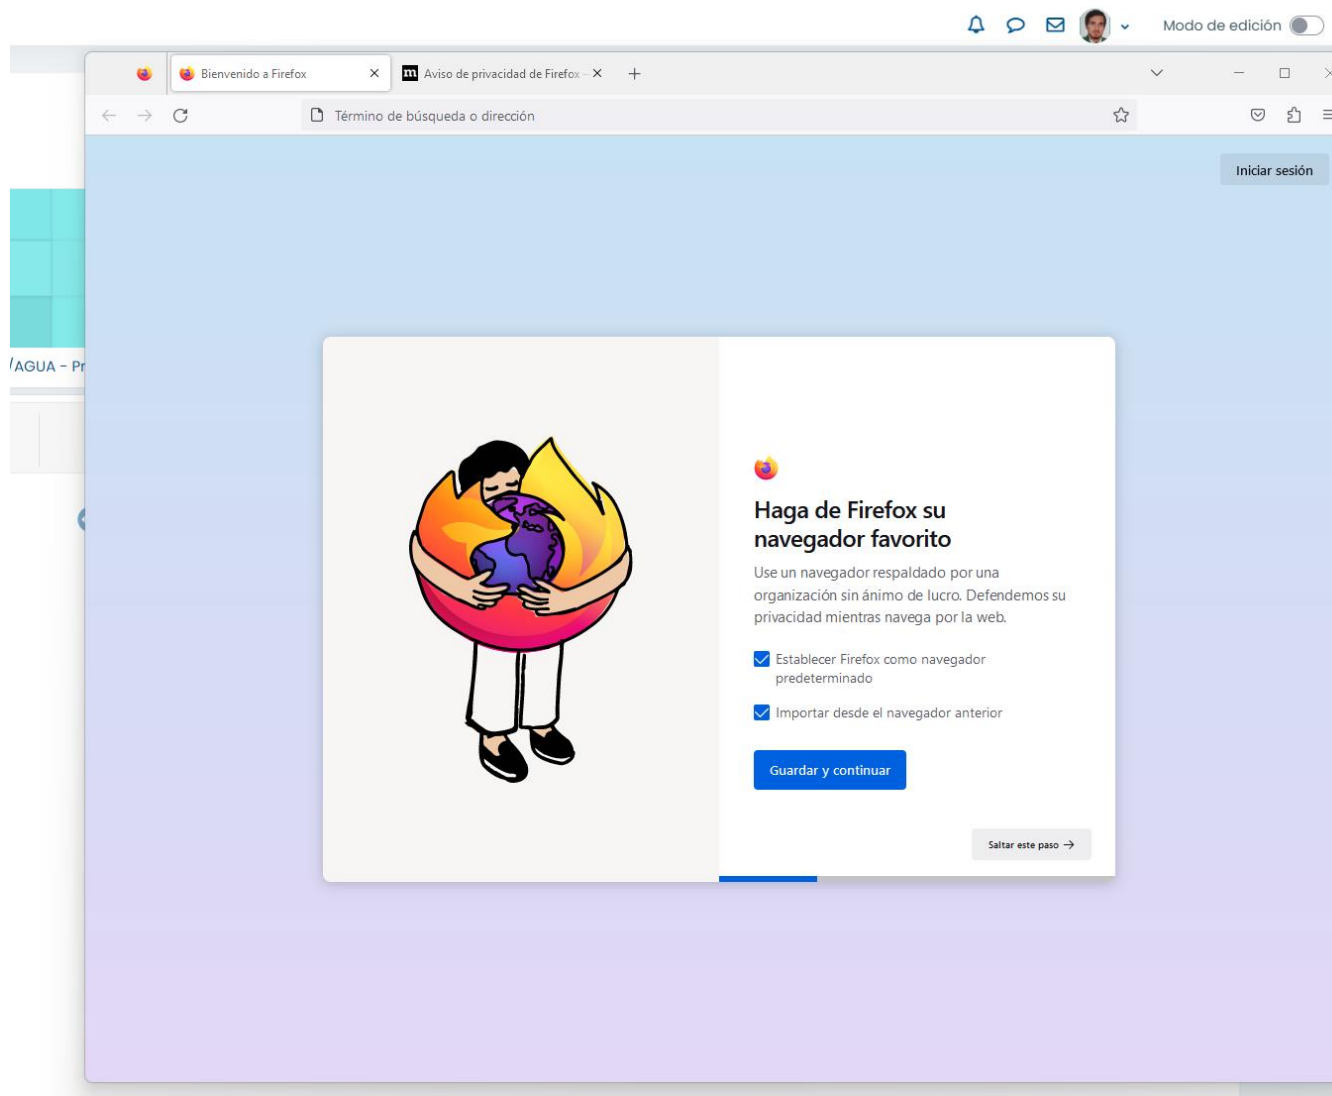 Modo de edición
Bienvenido a Firefox
Aviso de privacidad de Firefox –
Término de búsqueda o dirección
Iniciar sesión
/AGUA - Pr
Haga de Firefox su
navegador favorito
Use un navegador respaldado por una
organización sin ánimo de lucro. Defendemos su
privacidad mientras navega por la web.
Establecer Firefox como navegador
predeterminado
Importar desde el navegador anterior
Guardar y continuar
Saltar este paso →